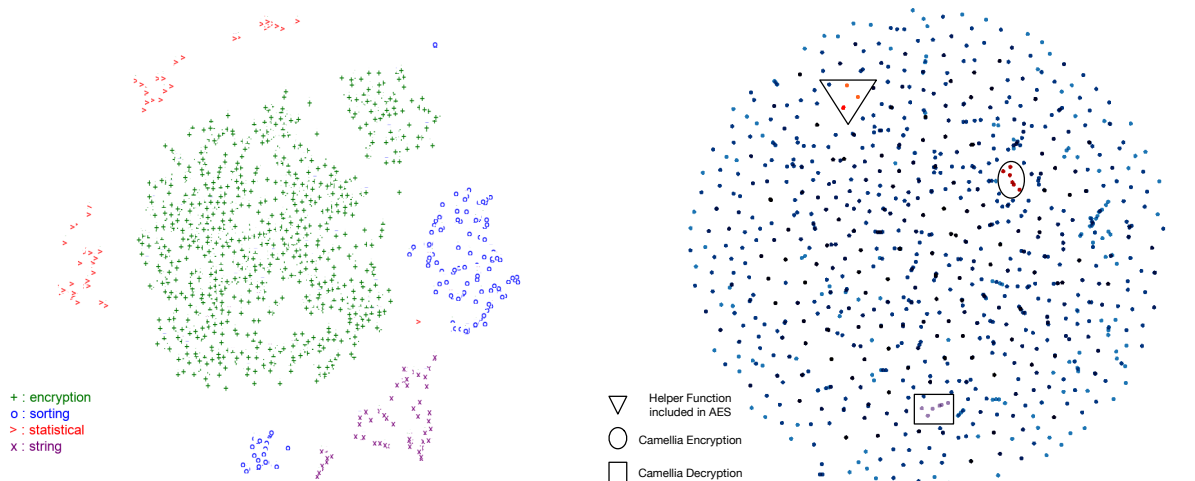 + : encryption
o : sorting
> : statistical
x : string
Helper Function
included in AES
Camellia Encryption
Camellia Decryption